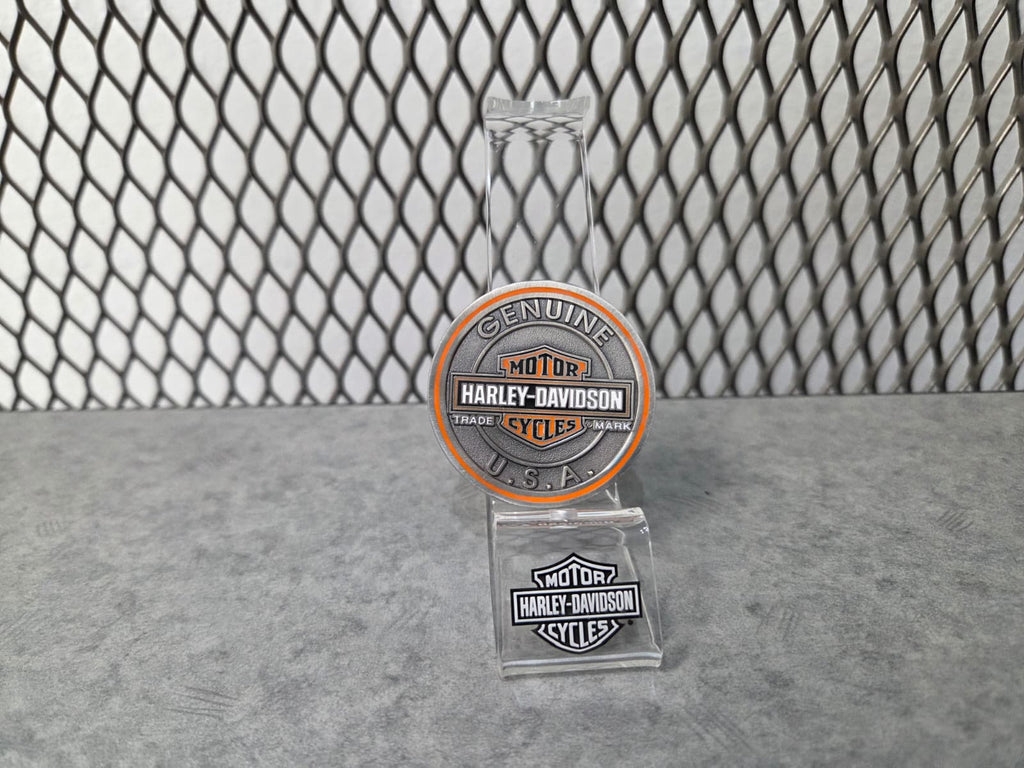 GENUINE
MOTOR
HARLEY-DAVIDSON
TRADE MARK
CYCLES
U.S.A.
MOTOR
HARLEY-DAVIDSON
CYCLES